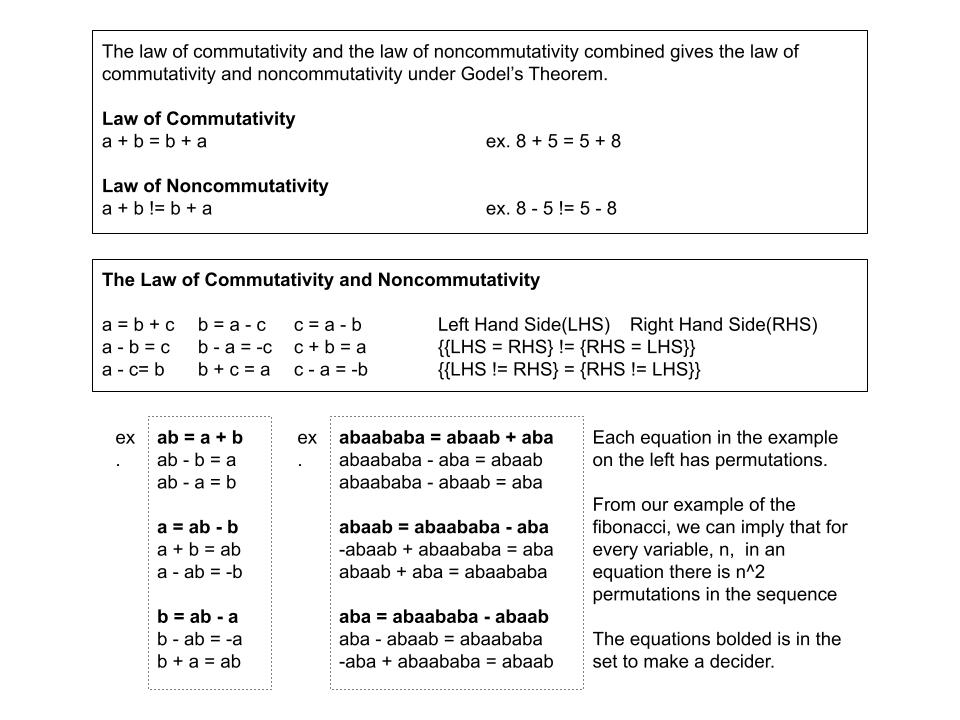 The law of commutativity and the law of noncommutativity combined gives the law of
commutativity and noncommutativity under Godel's Theorem.
Law of Commutativity
a + b = b + a ex. 8 + 5 = 5 + 8
Law of Noncommutativity
a + b != b + a ex. 8 - 5 != 5 - 8
The Law of Commutativity and Noncommutativity
a = b + c b = a - c c = a - b Left Hand Side(LHS) Right Hand Side(RHS)
a - b = c b - a = -c c + b = a {{LHS = RHS} != {RHS = LHS}}
a - c= b b + c = a c - a = -b {{LHS != RHS} = {RHS != LHS}}
ex
.
ab = a + b
ab - b = a
ab - a = b
a = ab - b
a + b = ab
a - ab = -b
b = ab - a
b - ab = -a
b + a = ab
ex
.
abaababa = abaab + aba
abaababa - aba = abaab
abaababa - abaab = aba
abaab = abaababa - aba
-abaab + abaababa = aba
abaab + aba = abaababa
aba = abaababa - abaab
aba - abaab = abaababa
-aba + abaababa = abaab
Each equation in the example
on the left has permutations.
From our example of the
fibonacci, we can imply that for
every variable, n, in an
equation there is n^2
permutations in the sequence
The equations bolded is in the
set to make a decider.